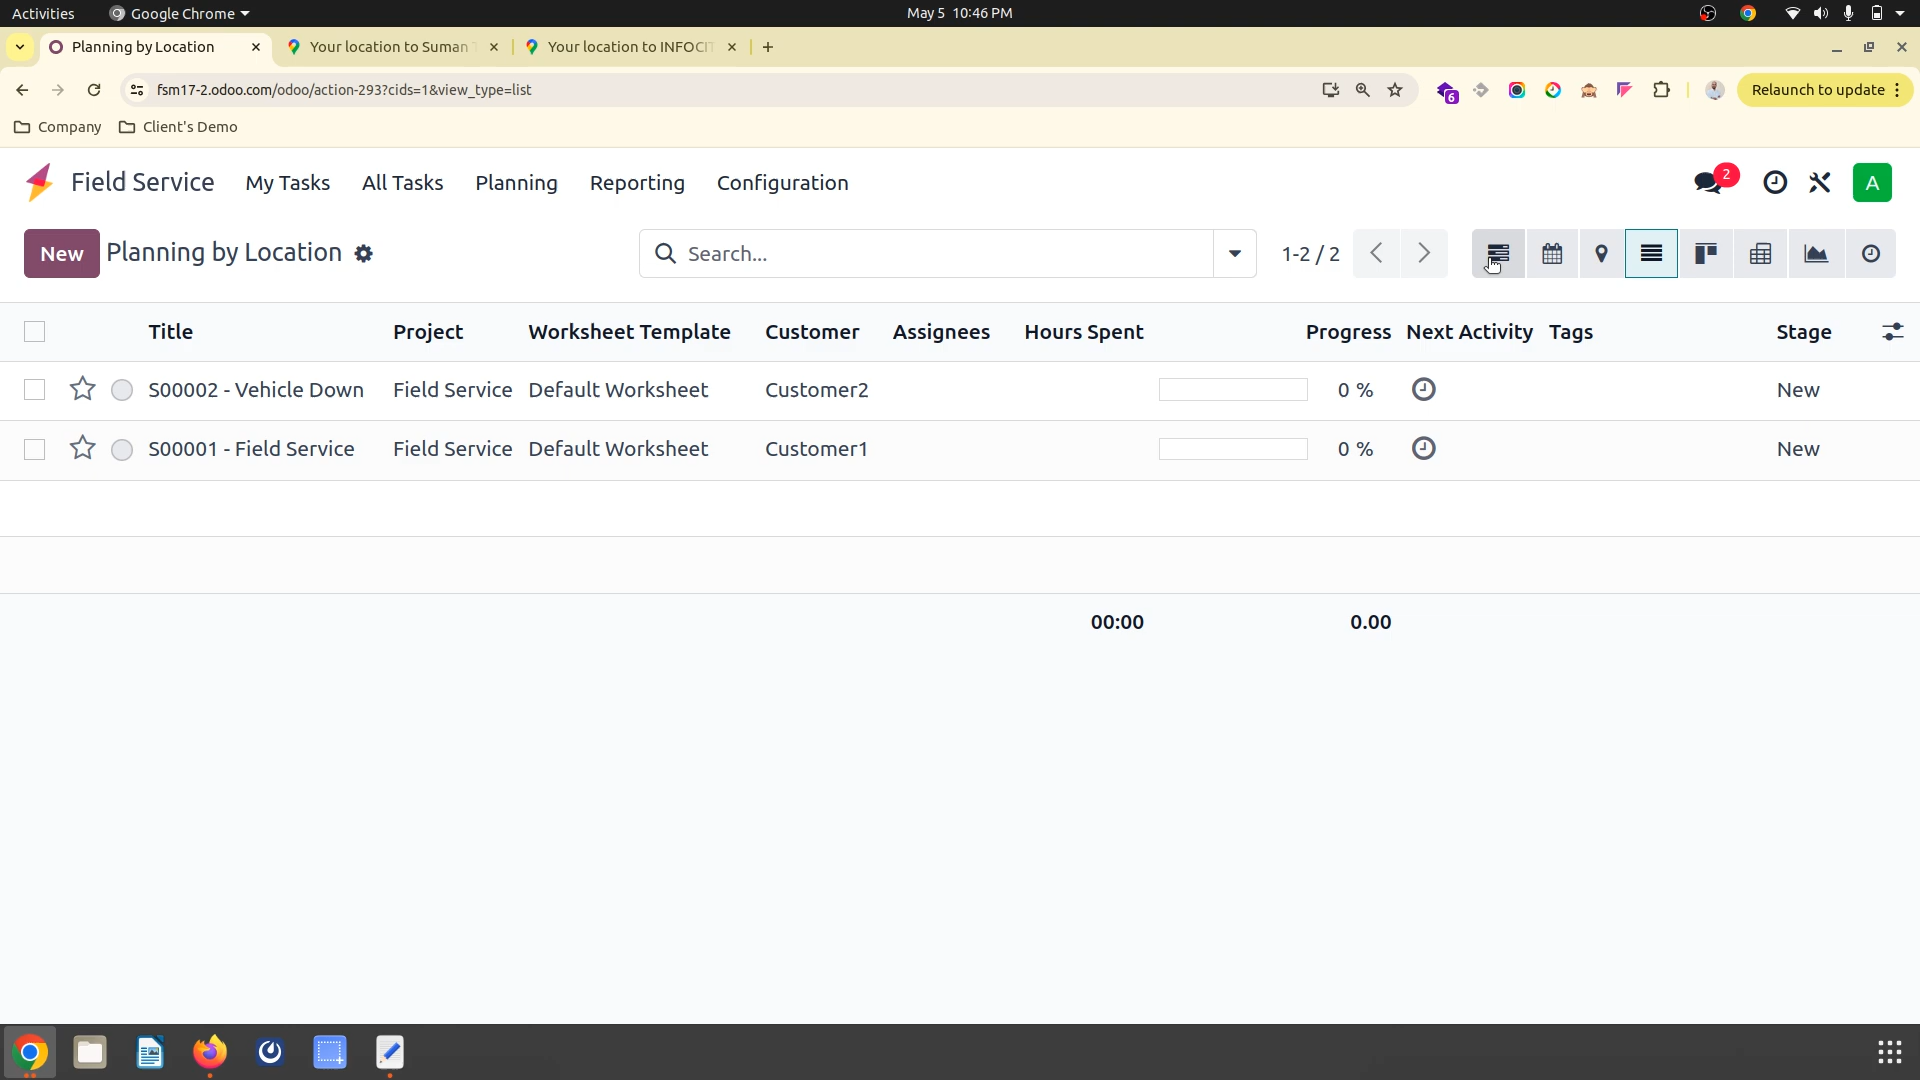 Activities Google Chrome May 5 10:46 PM
Planning by Location Your location to Suman Your location to INFOCI
fsm17-2.odoo.com/odoo/action-293?cids=1&view_type=list 6 Relaunch to update
Company Client's Demo
Field Service My Tasks All Tasks Planning Reporting Configuration 2 A
New Planning by Location Search... 1-2 / 2
Title Project Worksheet Template Customer Assignees Hours Spent Progress Next Activity Tags Stage
S00002 - Vehicle Down Field Service Default Worksheet Customer2 0 % New
S00001 - Field Service Field Service Default Worksheet Customer1 0 % New
00:00 0.00